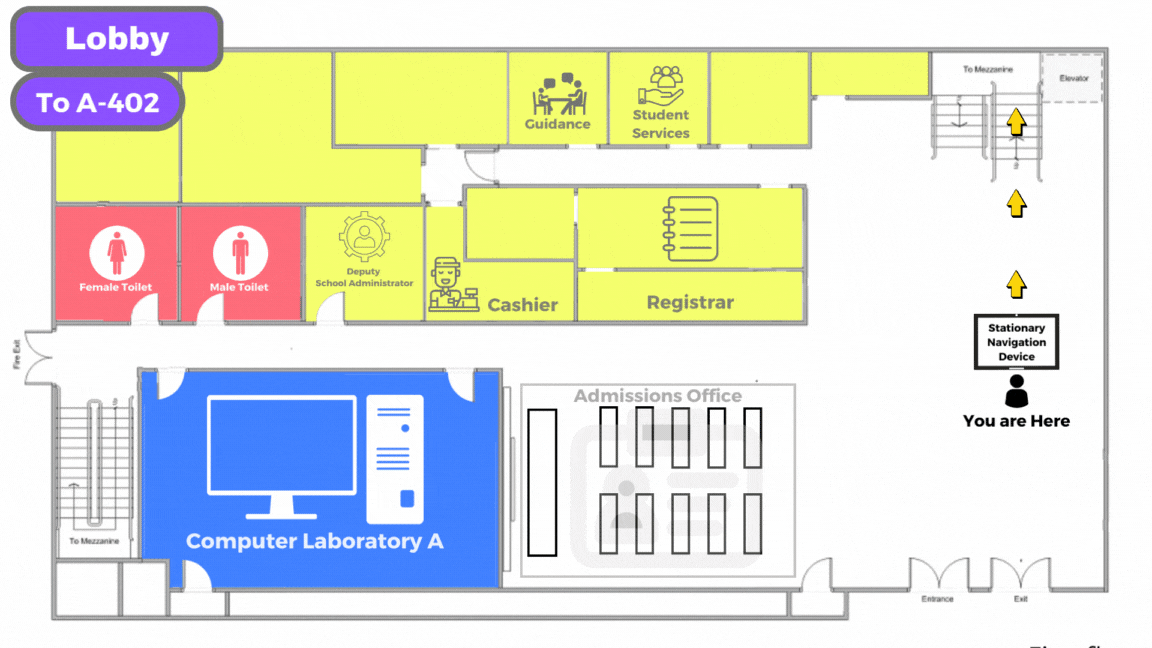 Lobby
To A-402
To Mezzanine
Elevator
Guidance
Student
Services
Female Toilet
Male Toilet
Deputy
School Administrator
Cashier
Registrar
Fire Exit
Stationary
Navigation
Device
You are Here
Admissions Office
Computer Laboratory A
To Mezzanine
Entrance
Exit